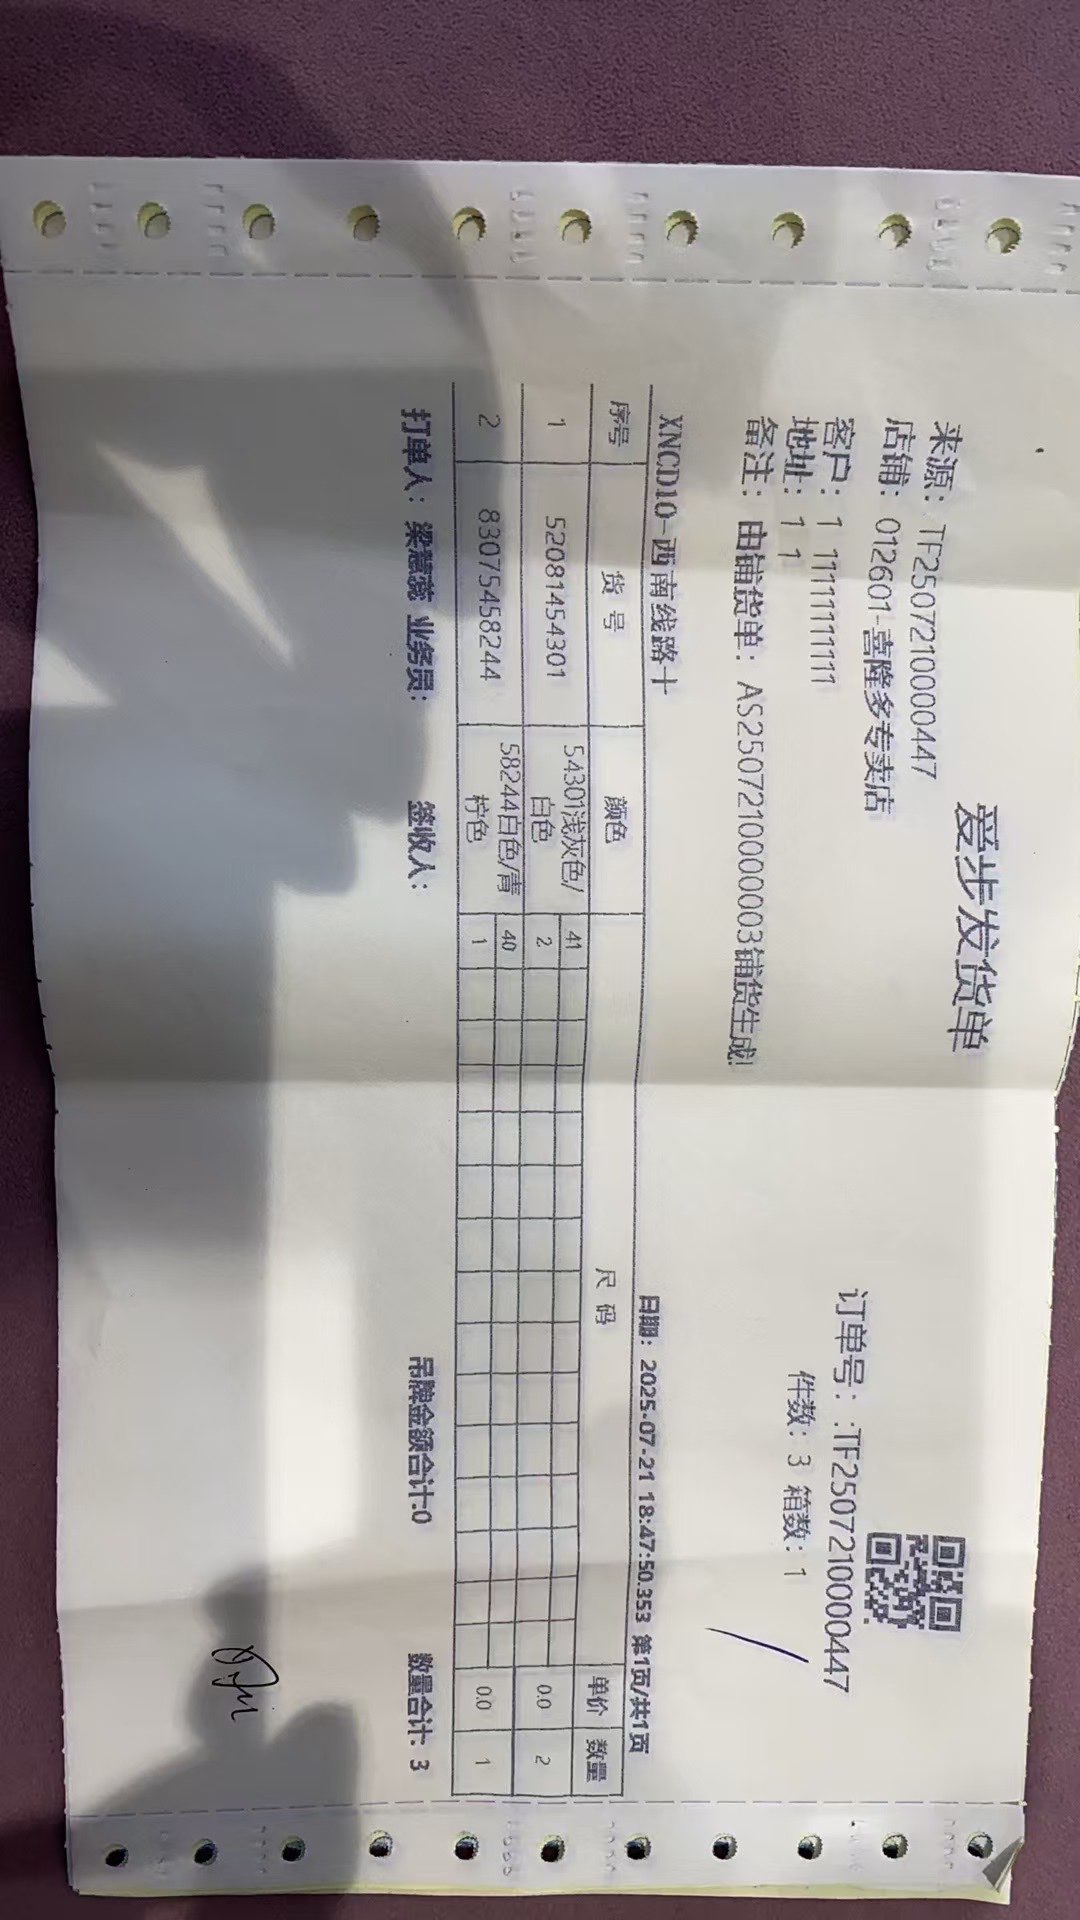 爱步发货单
来源: TF2507210000447
店铺: 012601-喜隆多专卖店
订单号: :TF2507210000447
客户: 1 11111111111
件数: 3 箱数: 1
地址: 1 1
备注: 由铺货单: AS250721000003铺货生成!
XNCD10-西南线路十
日期: 2025-07-21 18:47:50.353 第1页/共1页
序号 货 号 颜色 尺 码 单价 数量
1 52081454301 54301浅灰色/白色 41 2 0.0 2
2 83075458244 58244白色/青柠色 40 1 0.0 1
打单人: 梁慧蕊 业务员: 签收人: 吊牌金额合计:0 数量合计: 3